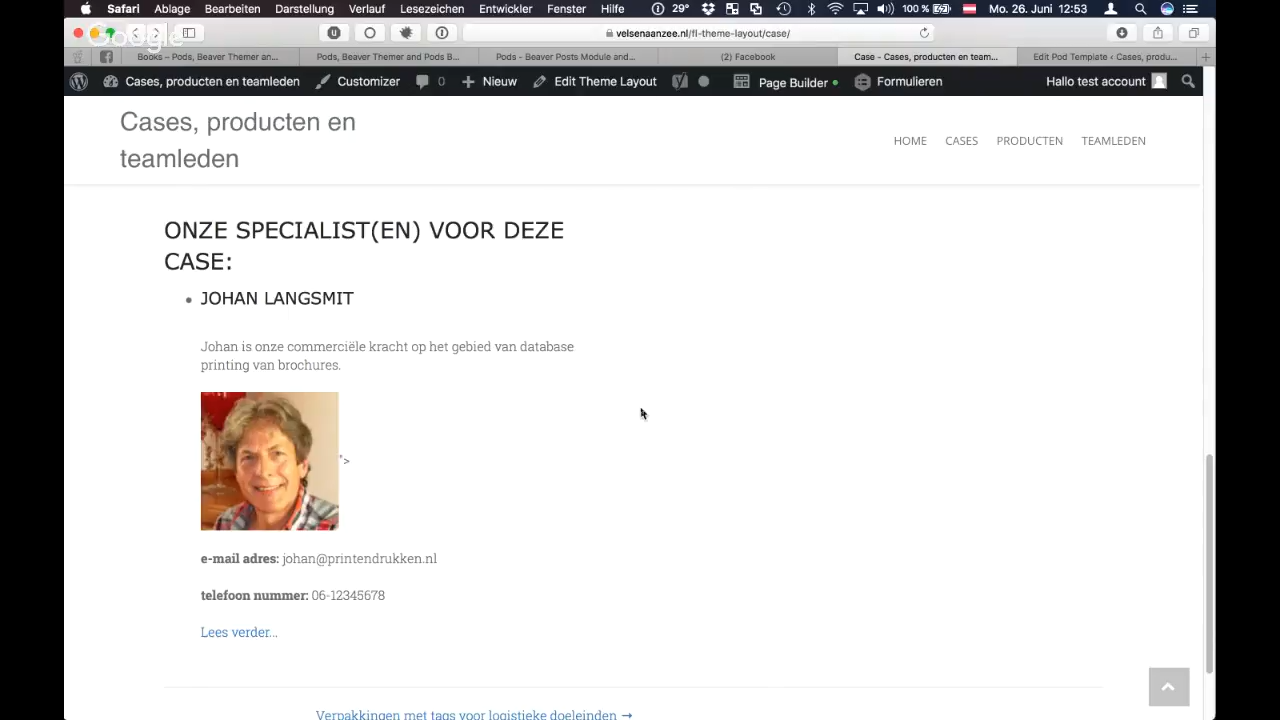 Safari Ablage Bearbeiten Darstellung Verlauf Lesezeichen Entwickler Fenster Hilfe 29° 100 % Mo. 26. Juni 12:53
Google
velsenaanzee.nl/fl-theme-layout/case/
Books – Pods, Beaver Themer an... Pods, Beaver Themer and Pods B... Pods - Beaver Posts Module and... (2) Facebook Case - Cases, producten en team... Edit Pod Template ‹ Cases, produ...
Cases, producten en teamleden Customizer 0 Nieuw Edit Theme Layout Page Builder Formulieren Hallo test account
Cases, producten en
teamleden
HOME CASES PRODUCTEN TEAMLEDEN
ONZE SPECIALIST(EN) VOOR DEZE
CASE:
JOHAN LANGSMIT
Johan is onze commerciële kracht op het gebied van database
printing van brochures.
">
e-mail adres: johan@printendrukken.nl
telefoon nummer: 06-12345678
Lees verder...
Verpakkingen met tags voor logistieke doeleinden →